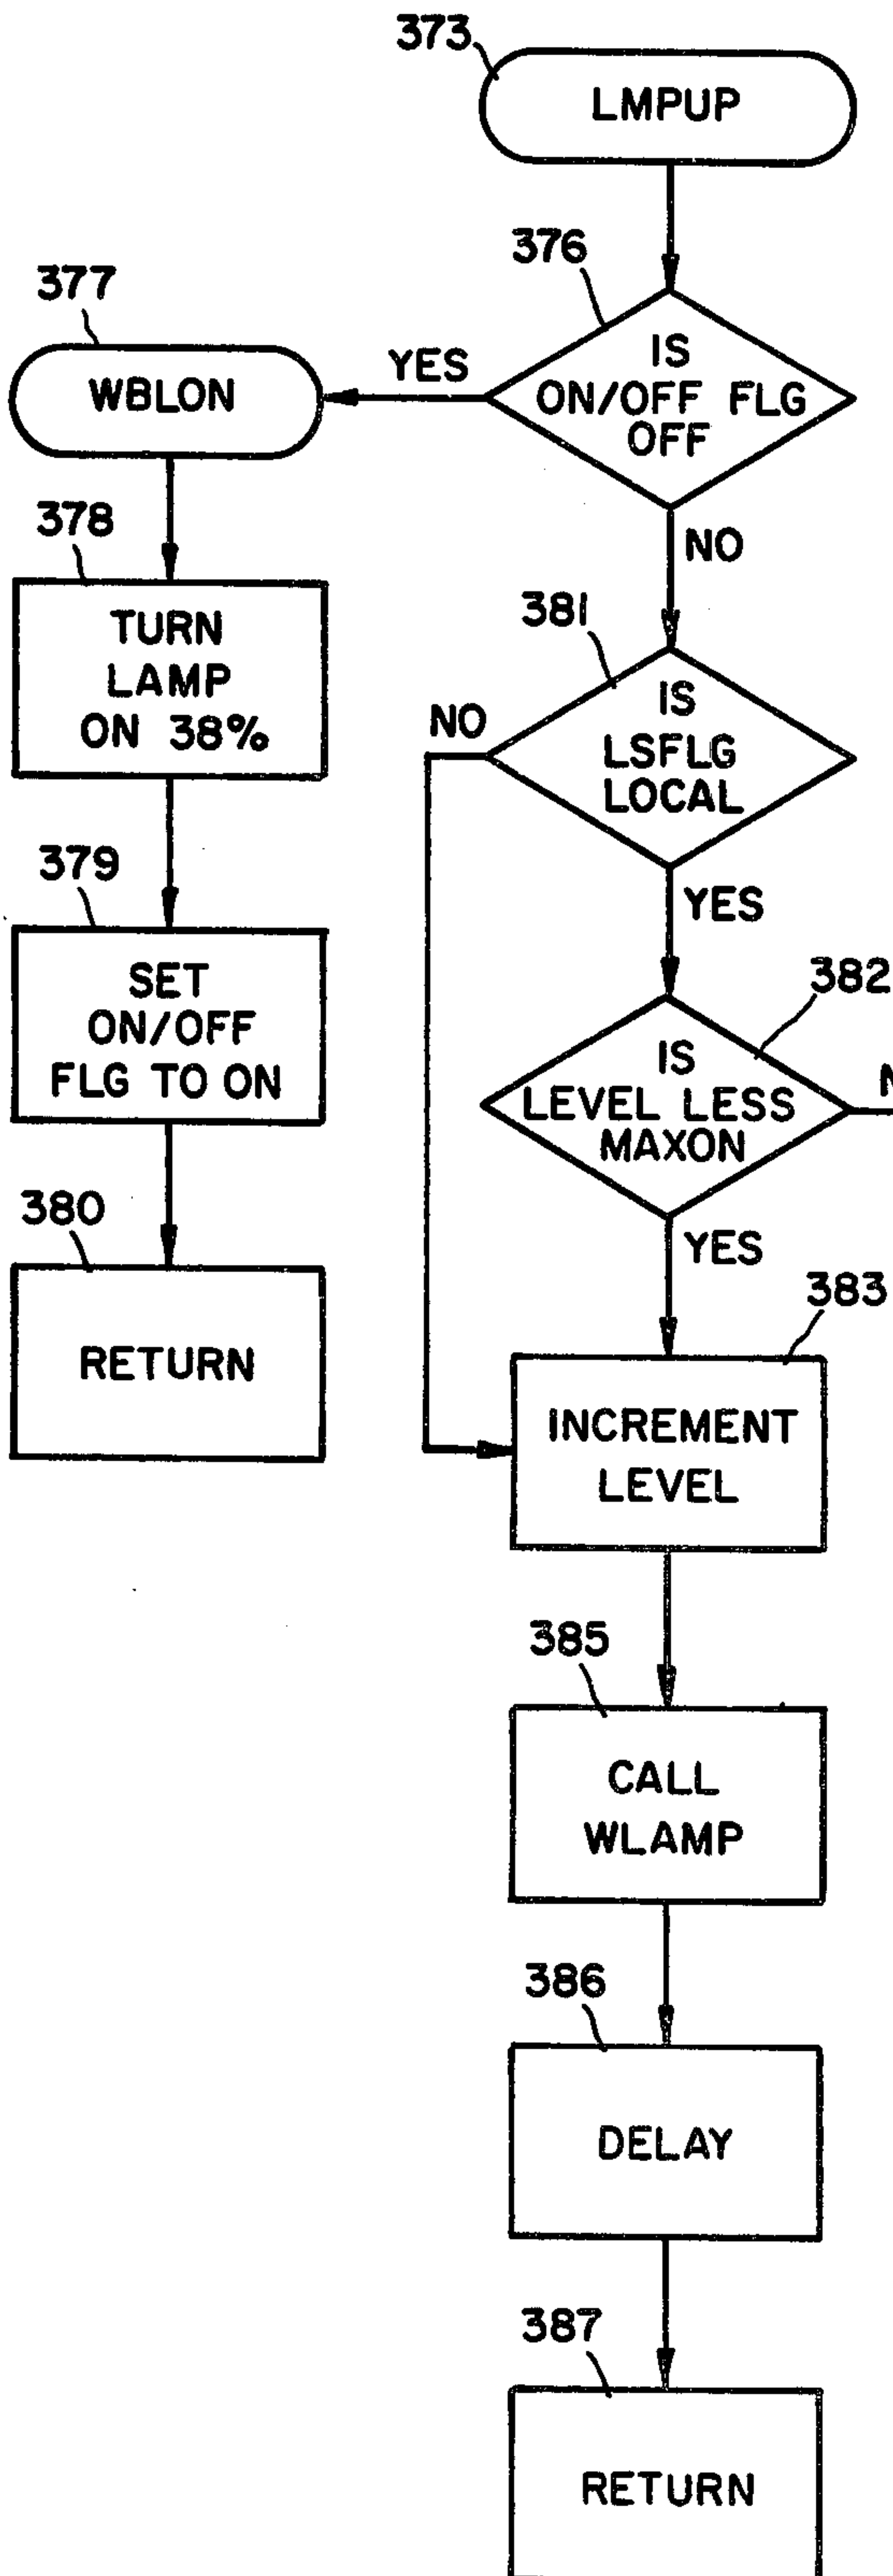 373
LMPUP
376
IS
ON/OFF FLG
OFF
YES
377
WBLON
378
TURN
LAMP
ON 38%
379
SET
ON/OFF
FLG TO ON
380
RETURN
NO
381
IS
LSFLG
LOCAL
NO
YES
382
IS
LEVEL LESS
MAXON
YES
383
INCREMENT
LEVEL
385
CALL
WLAMP
386
DELAY
387
RETURN